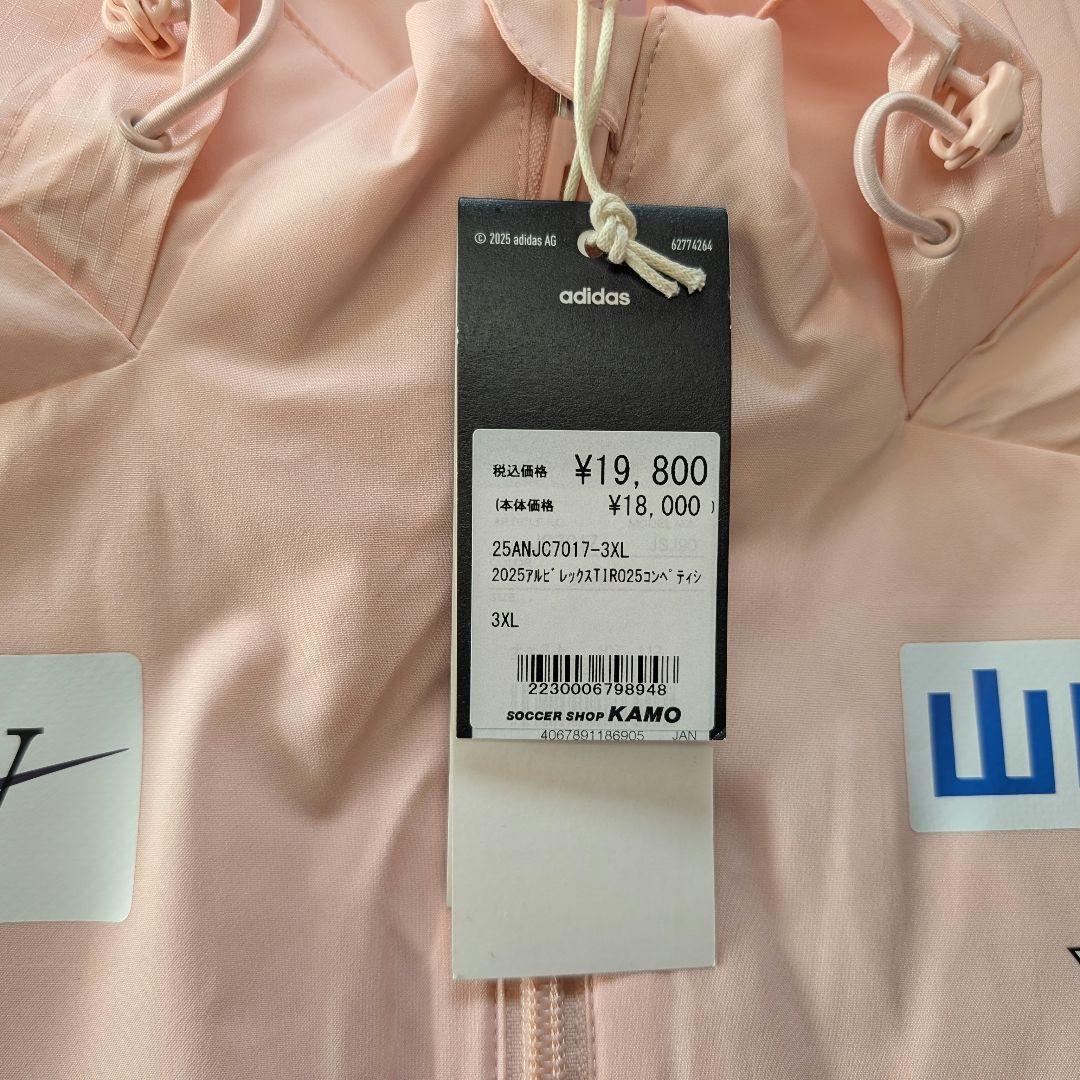 © 2025 adidas AG
62774264
adidas
税込価格 ¥19,800
(本体価格 ¥18,000 )
25ANJC7017-3XL
2025ｱﾙﾋﾞﾚｯｸｽTIRO25ｺﾝﾍﾟﾃｨｼ
3XL
2230006798948
SOCCER SHOP KAMO
4067891186905 JAN